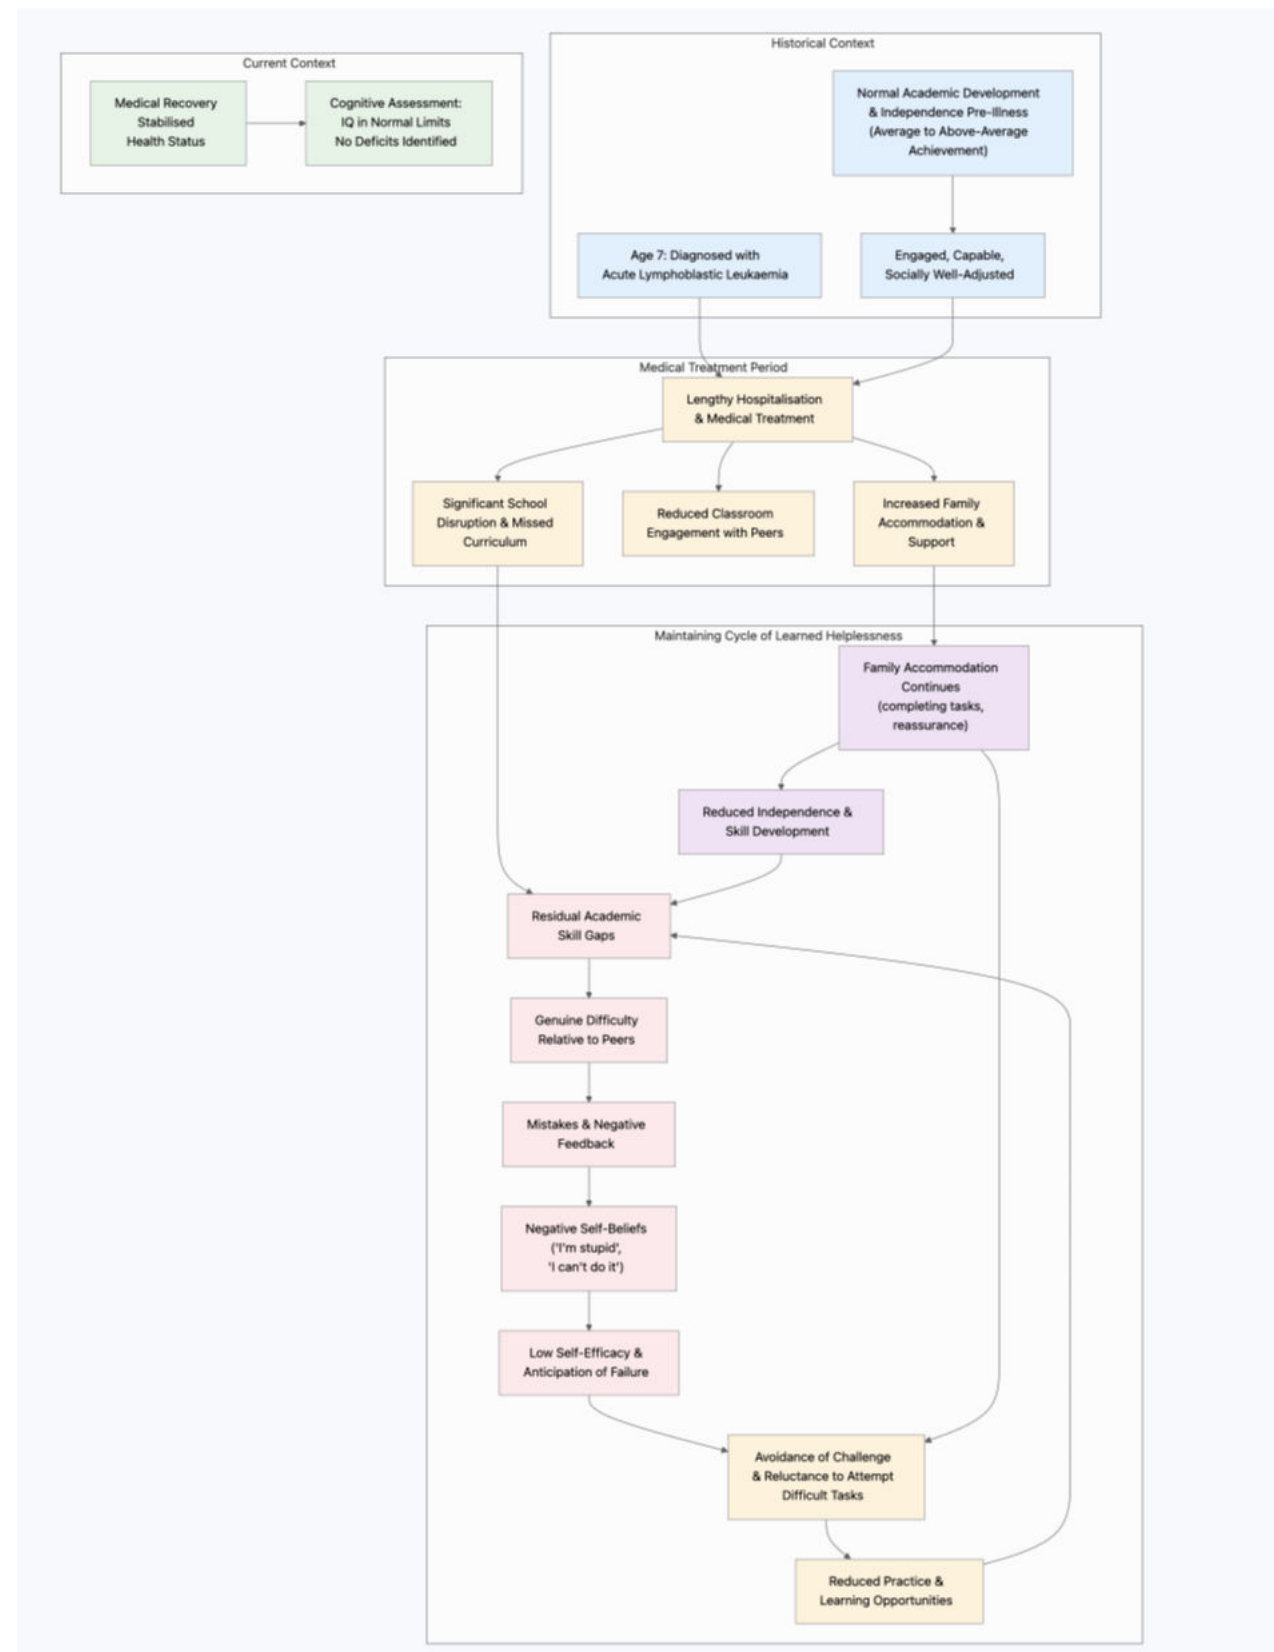 Current Context
Medical Recovery
Stabilised
Health Status
Cognitive Assessment:
IQ in Normal Limits
No Deficits Identified
Historical Context
Normal Academic Development
& Independence Pre-Illness
(Average to Above-Average
Achievement)
Age 7: Diagnosed with
Acute Lymphoblastic Leukaemia
Engaged, Capable,
Socially Well-Adjusted
Medical Treatment Period
Lengthy Hospitalisation
& Medical Treatment
Significant School
Disruption & Missed
Curriculum
Reduced Classroom
Engagement with Peers
Increased Family
Accommodation &
Support
Maintaining Cycle of Learned Helplessness
Family Accommodation
Continues
(completing tasks,
reassurance)
Reduced Independence &
Skill Development
Residual Academic
Skill Gaps
Genuine Difficulty
Relative to Peers
Mistakes & Negative
Feedback
Negative Self-Beliefs
('I'm stupid',
'I can't do it')
Low Self-Efficacy &
Anticipation of Failure
Avoidance of Challenge
& Reluctance to Attempt
Difficult Tasks
Reduced Practice &
Learning Opportunities